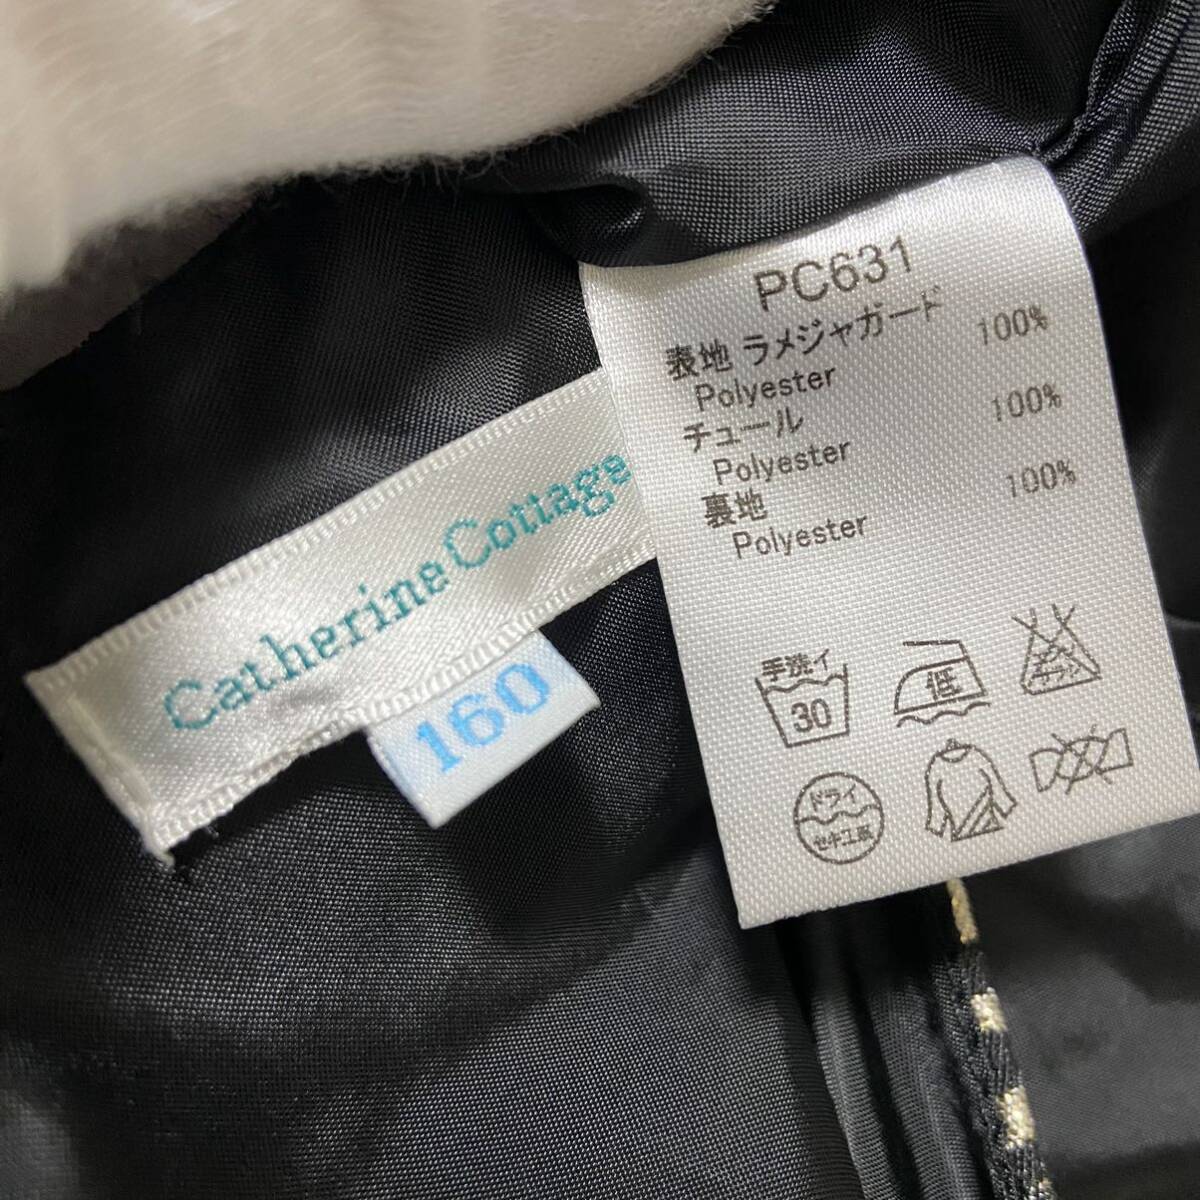 Catherine Cottage
160
PC631
表地 ラメジャガード
Polyester 100%
チュール
Polyester 100%
裏地
Polyester 100%
手洗イ
30
低
ドライ
セキユ系